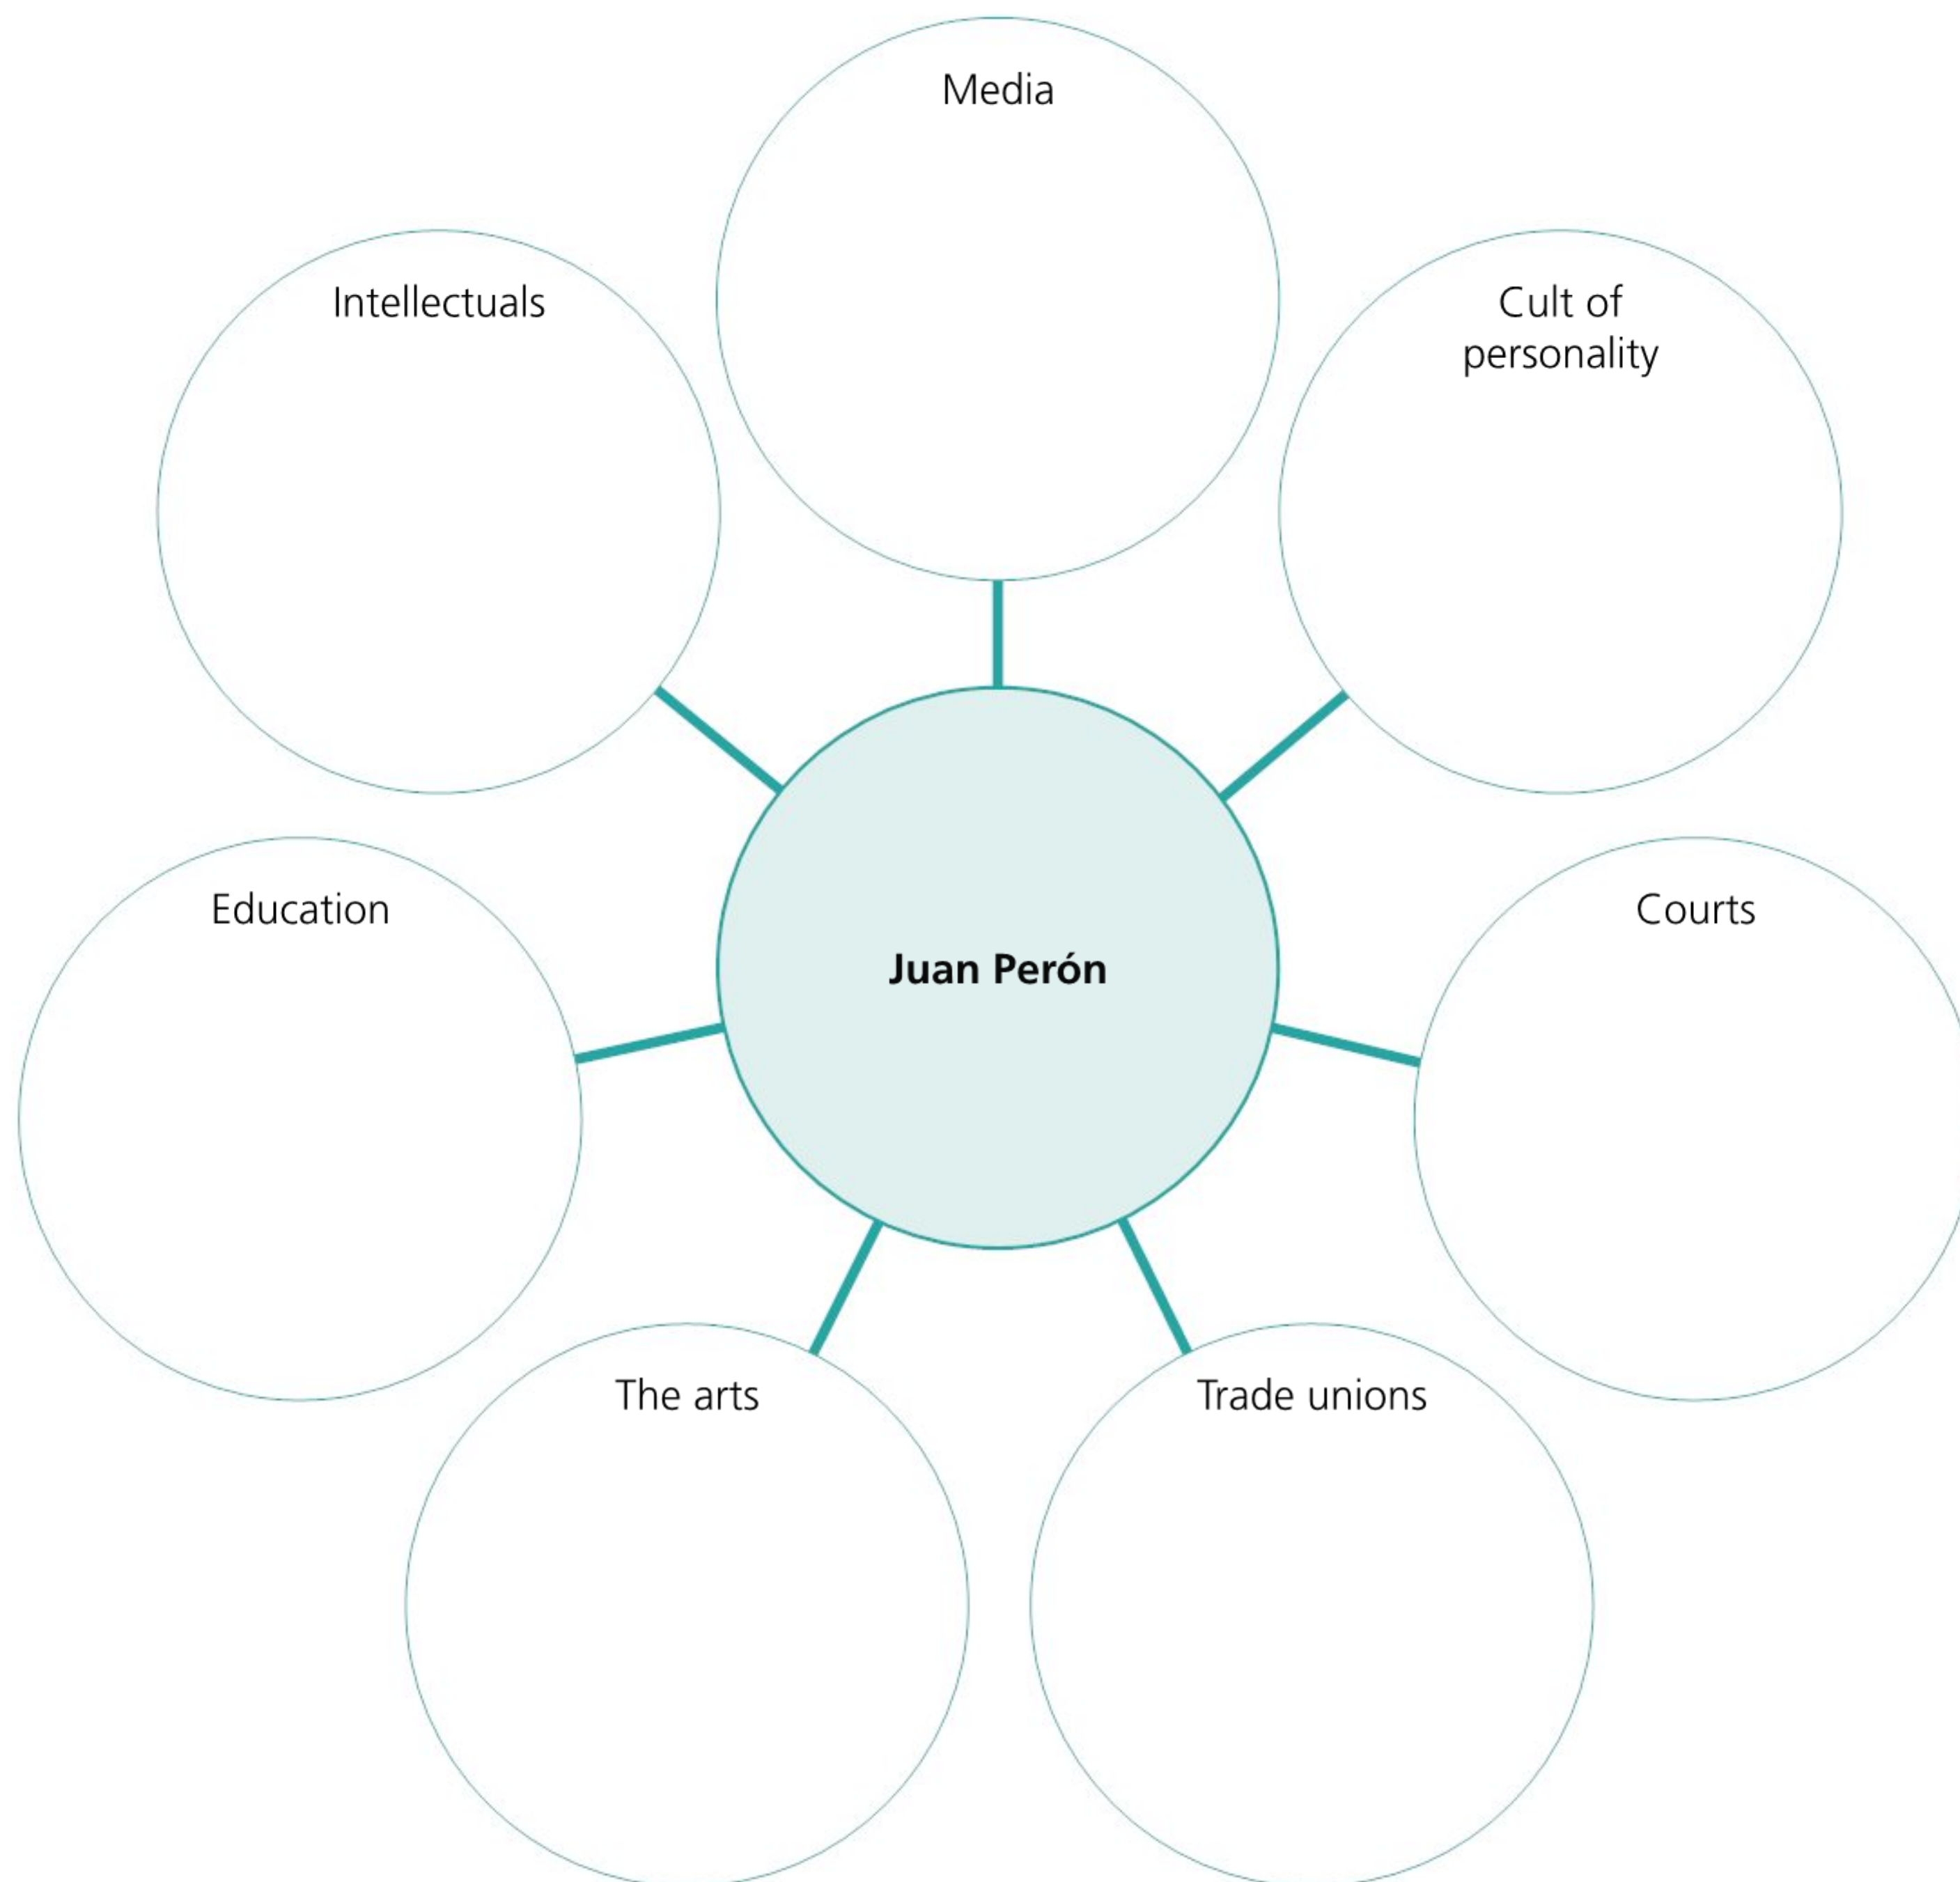 Media
Intellectuals
Cult of
personality
Education
Courts
Juan Perón
The arts
Trade unions